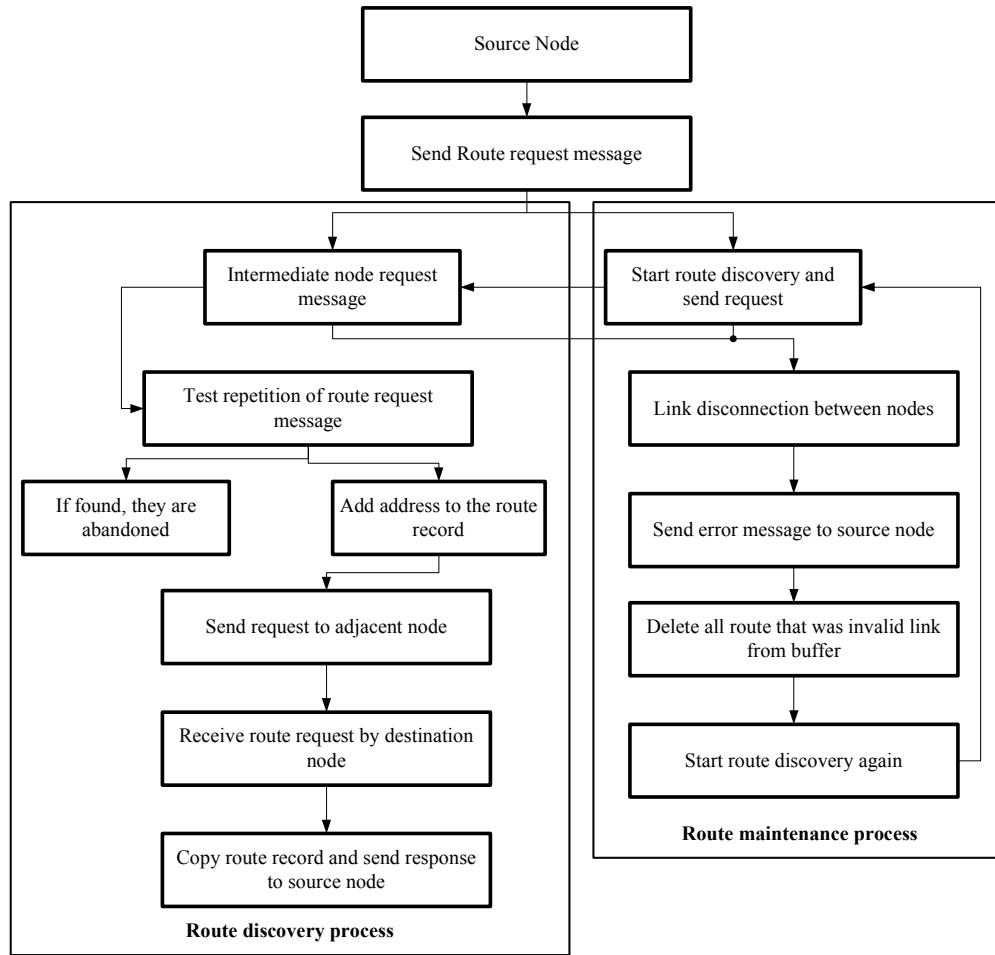 Source Node
Send Route request message
Intermediate node request
message
Start route discovery and
send request
Test repetition of route request
message
Link disconnection between nodes
If found, they are
abandoned
Add address to the route
record
Send error message to source node
Send request to adjacent node
Delete all route that was invalid link
from buffer
Receive route request by destination
node
Start route discovery again
Copy route record and send response
to source node
Route maintenance process
Route discovery process